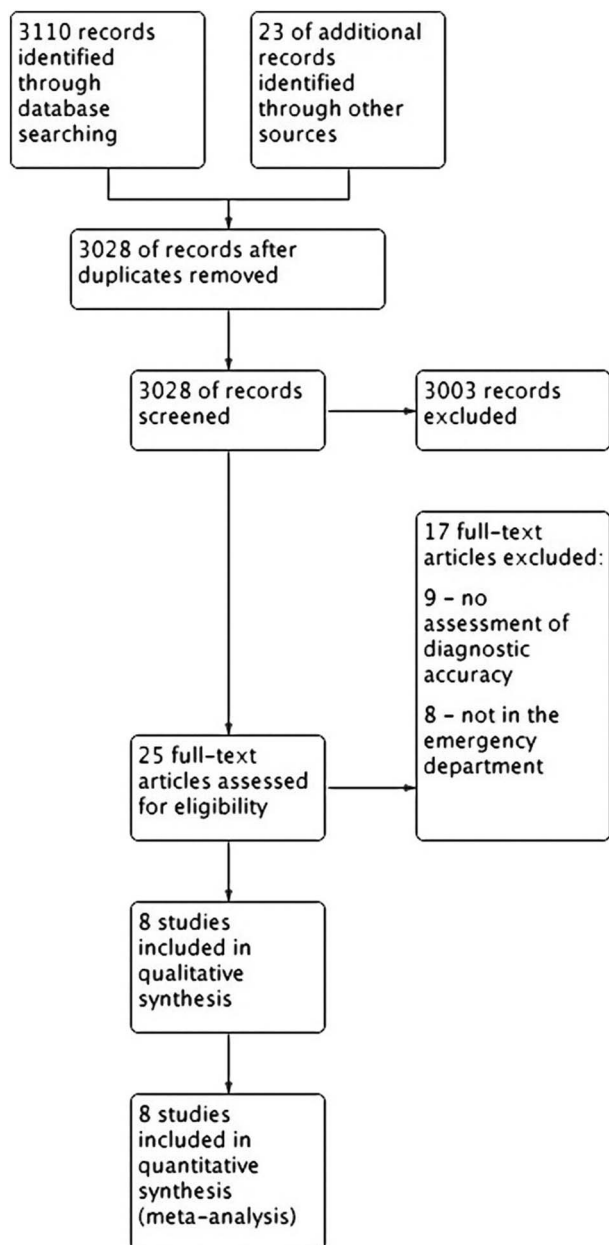 3110 records
identified
through
database
searching
23 of additional
records
identified
through other
sources
3028 of records after
duplicates removed
3028 of records
screened
3003 records
excluded
17 full-text
articles excluded:
9 – no
assessment of
diagnostic
accuracy
8 – not in the
emergency
department
25 full-text
articles assessed
for eligibility
8 studies
included in
qualitative
synthesis
8 studies
included in
quantitative
synthesis
(meta-analysis)